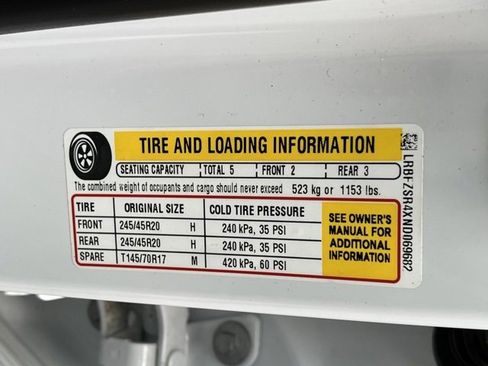 TIRE AND LOADING INFORMATION
SEATING CAPACITY TOTAL 5 FRONT 2 REAR 3
The combined weight of occupants and cargo should never exceed 523 kg or 1153 lbs.
TIRE ORIGINAL SIZE COLD TIRE PRESSURE
FRONT 245/45R20 H 240 kPa, 35 PSI
REAR 245/45R20 H 240 kPa, 35 PSI
SPARE T145/70R17 M 420 kPa, 60 PSI
SEE OWNER'S
MANUAL FOR
ADDITIONAL
INFORMATION
LRBFZSR4XND069682